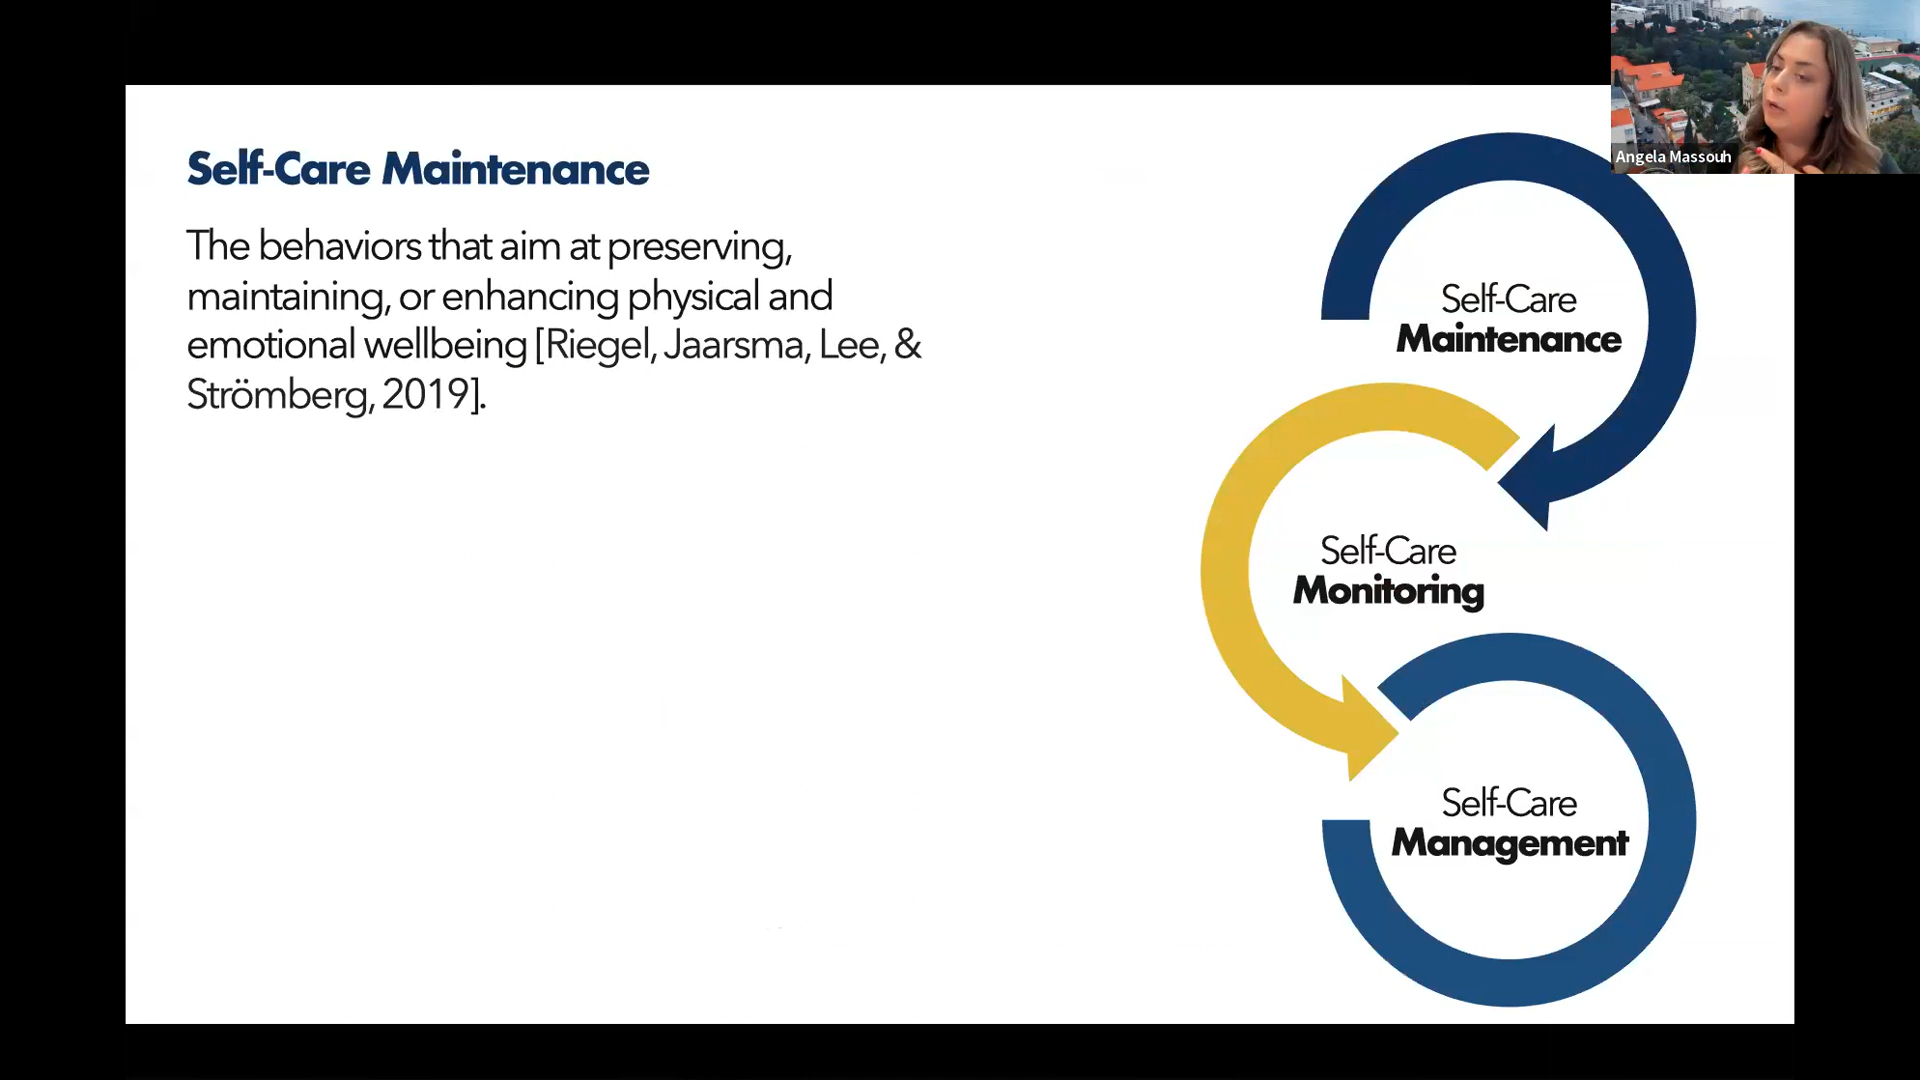 Self-Care Maintenance
The behaviors that aim at preserving,
maintaining, or enhancing physical and
emotional wellbeing [Riegel, Jaarsma, Lee, &
Strömberg, 2019].
Angela Massouh
Self-Care
Maintenance
Self-Care
Monitoring
Self-Care
Management